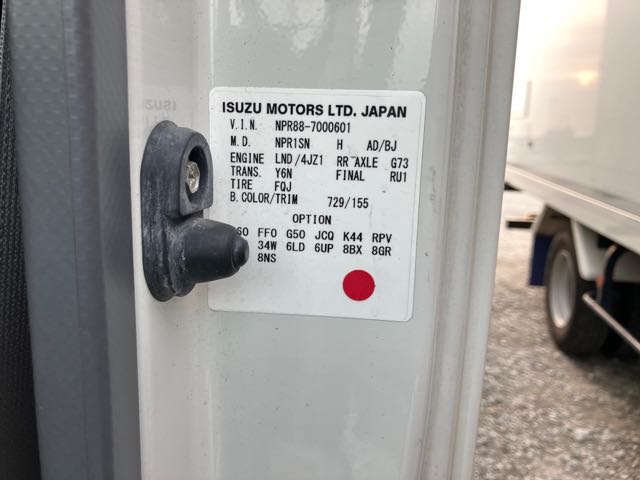 ISUZU MOTORS LTD. JAPAN
V.I.N. NPR88-7000601
M.D. NPR1SN H AD/BJ
ENGINE LND/4JZ1 RR AXLE G73
TRANS. Y6N FINAL RU1
TIRE FQJ
B.COLOR/TRIM 729/155
OPTION
FFO G50 JCQ K44 RPV
34W 6LD 6UP 8BX 8GR
8NS